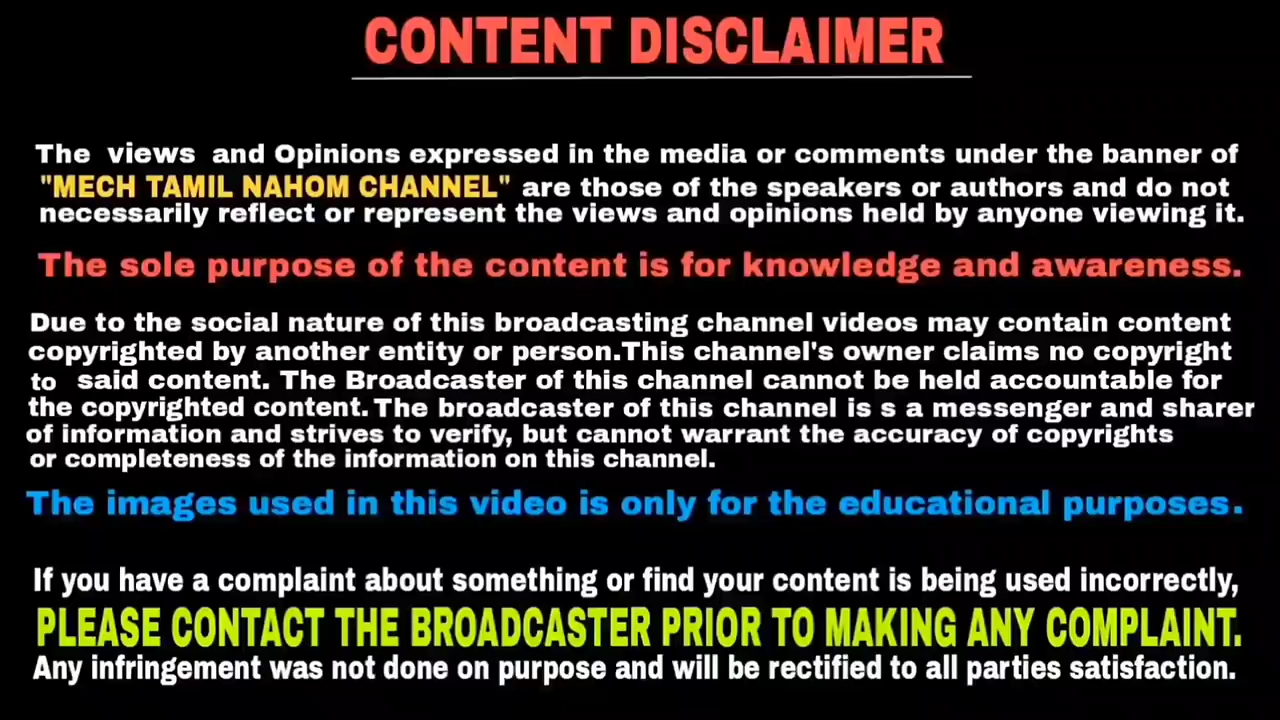 CONTENT DISCLAIMER
The views and Opinions expressed in the media or comments under the banner of
"MECH TAMIL NAHOM CHANNEL" are those of the speakers or authors and do not
necessarily reflect or represent the views and opinions held by anyone viewing it.
The sole purpose of the content is for knowledge and awareness.
Due to the social nature of this broadcasting channel videos may contain content
copyrighted by another entity or person.This channel's owner claims no copyright
to said content. The Broadcaster of this channel cannot be held accountable for
the copyrighted content. The broadcaster of this channel is s a messenger and sharer
of information and strives to verify, but cannot warrant the accuracy of copyrights
or completeness of the information on this channel.
The images used in this video is only for the educational purposes.
If you have a complaint about something or find your content is being used incorrectly,
PLEASE CONTACT THE BROADCASTER PRIOR TO MAKING ANY COMPLAINT.
Any infringement was not done on purpose and will be rectified to all parties satisfaction.